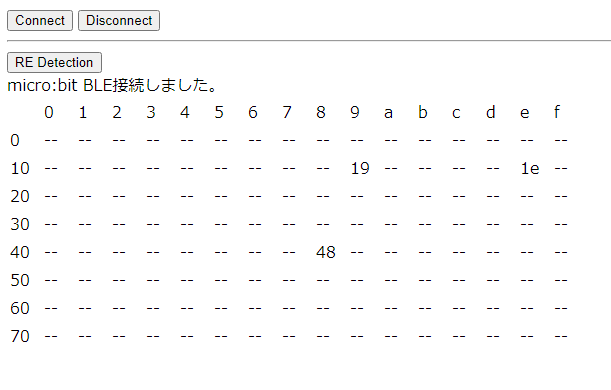 Connect Disconnect
RE Detection
micro:bit BLE接続しました。
0 1 2 3 4 5 6 7 8 9 a b c d e f
0 -- -- -- -- -- -- -- -- -- -- -- -- -- -- -- --
10 -- -- -- -- -- -- -- -- -- 19 -- -- -- -- 1e --
20 -- -- -- -- -- -- -- -- -- -- -- -- -- -- -- --
30 -- -- -- -- -- -- -- -- -- -- -- -- -- -- -- --
40 -- -- -- -- -- -- -- -- 48 -- -- -- -- -- -- --
50 -- -- -- -- -- -- -- -- -- -- -- -- -- -- -- --
60 -- -- -- -- -- -- -- -- -- -- -- -- -- -- -- --
70 -- -- -- -- -- -- -- -- -- -- -- -- -- -- -- --